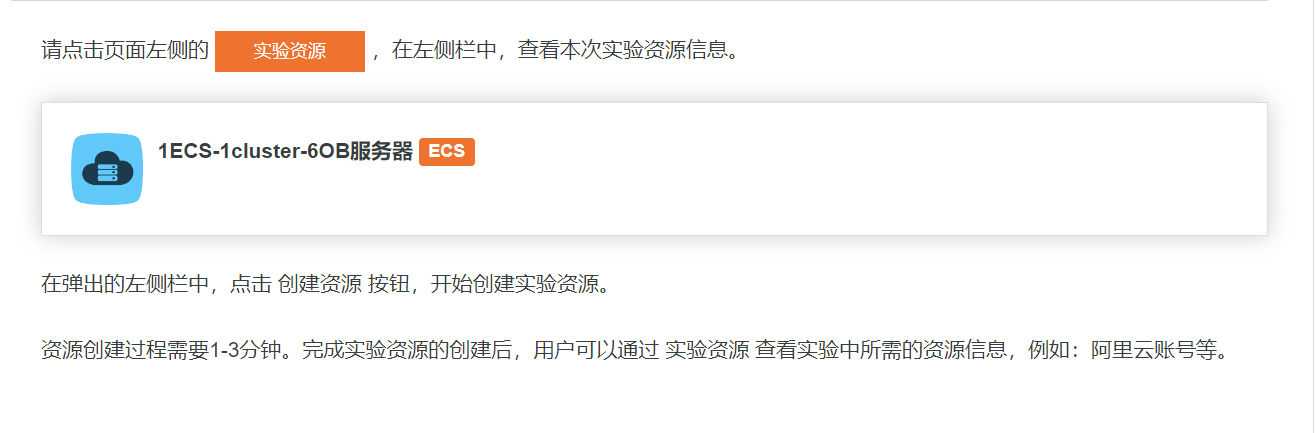 请点击页面左侧的 实验资源 ，在左侧栏中，查看本次实验资源信息。
1ECS-1cluster-6OB服务器 ECS
在弹出的左侧栏中，点击 创建资源 按钮，开始创建实验资源。
资源创建过程需要1-3分钟。完成实验资源的创建后，用户可以通过 实验资源 查看实验中所需的资源信息，例如：阿里云账号等。